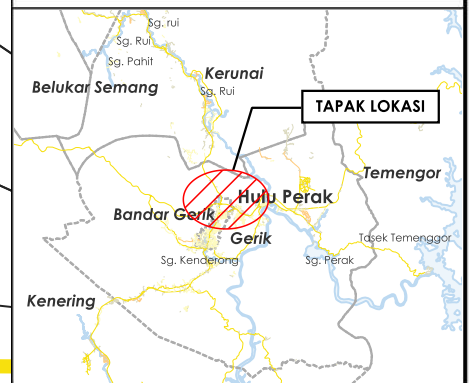 Sg. rui
Sg. Rui
Sg. Pahit
Kerunai
Belukar Semang
Sg. Rui
TAPAK LOKASI
Temengor
Hulu Perak
Bandar Gerik
Gerik
Tasek Temenggor
Sg. Kenderong
Sg. Perak
Kenering